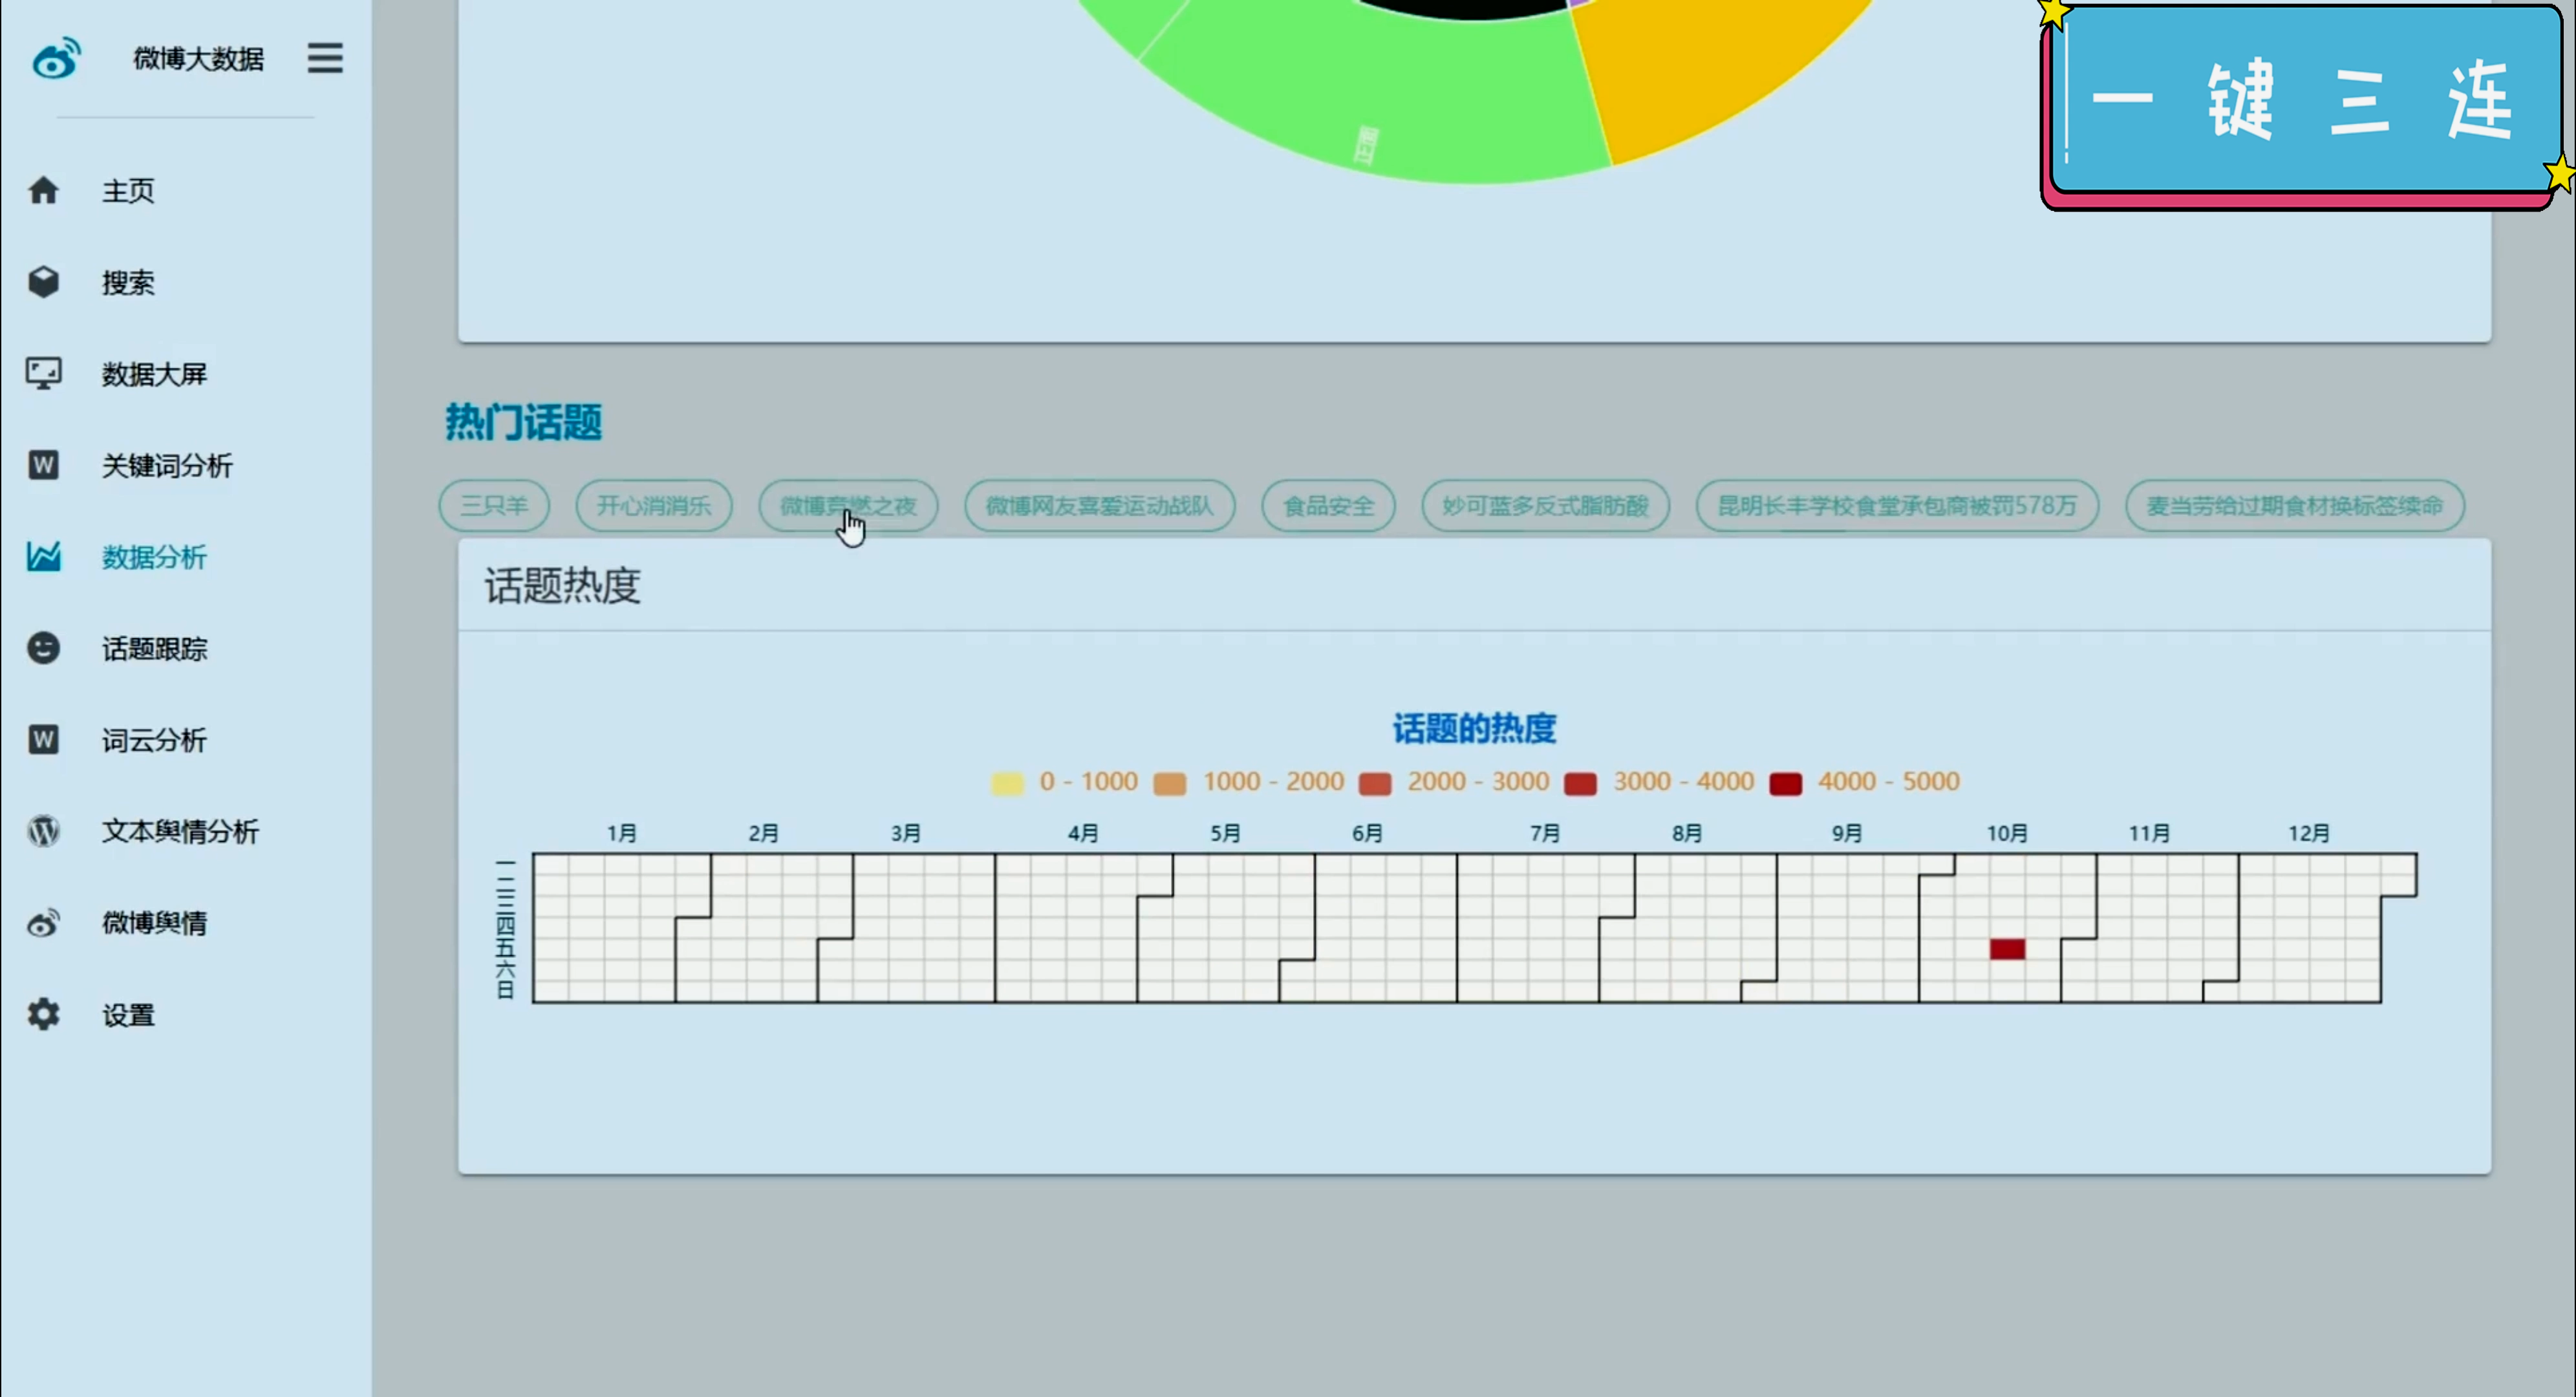 微博大数据
一键三连
主页
搜索
数据大屏
关键词分析
数据分析
话题跟踪
词云分析
文本舆情分析
微博舆情
设置
正面
热门话题
三只羊
开心消消乐
微博竞燃之夜
微博网友喜爱运动战队
食品安全
妙可蓝多反式脂肪酸
昆明长丰学校食堂承包商被罚578万
麦当劳给过期食材换标签续命
话题热度
话题的热度
0 - 1000 1000 - 2000 2000 - 3000 3000 - 4000 4000 - 5000
1月 2月 3月 4月 5月 6月 7月 8月 9月 10月 11月 12月
一
二
三
四
五
六
日